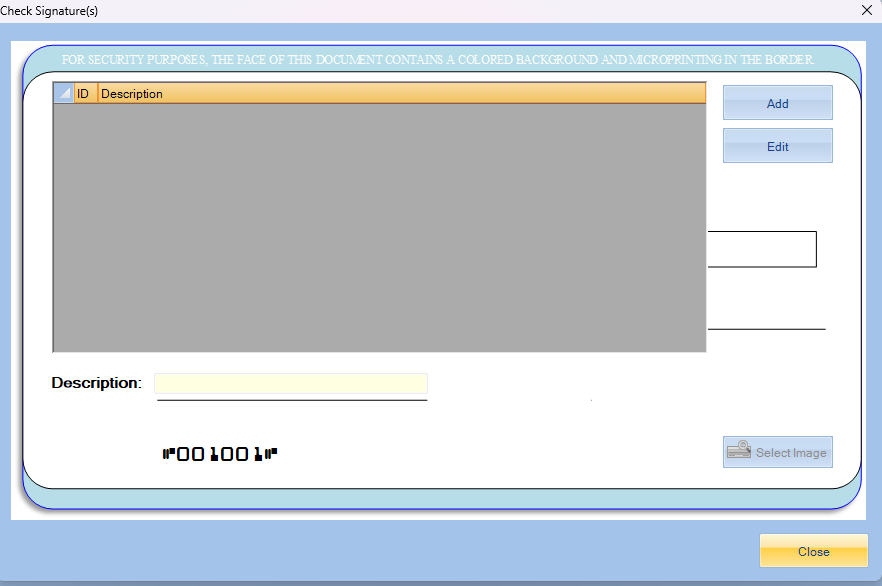 Check Signature(s)
FOR SECURITY PURPOSES, THE FACE OF THIS DOCUMENT CONTAINS A COLORED BACKGROUND AND MICROPRINTING IN THE BORDER.
ID Description
Add
Edit
Description:
⑈001001⑈
Select Image
Close